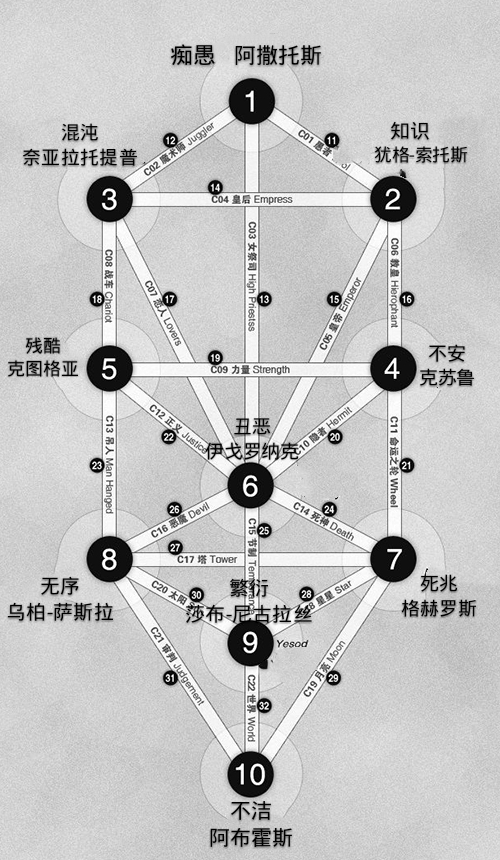 痴愚 阿撒托斯
1
混沌
奈亚拉托提普
知识
犹格-索托斯
12
C02 魔术师 Juggler
11
C01 愚者
3
14
C04 皇后 Empress
2
C08 战车 Chariot
18
C07 恋人 Lovers
17
C03 女祭司 High Priestss
13
15
C05 皇帝 Emperor
C06 教皇 Hierophant
16
残酷
克图格亚
不安
克苏鲁
5
19
C09 力量 Strength
4
C12 正义 Justice
22
丑恶
伊戈罗纳克
C10 隐者 Hermit
20
C13 吊人 Man Hanged
23
C11 命运之轮 Wheel
21
6
26
C16 恶魔 Devil
24
C14 死神 Death
C15 节制
25
8
27
C17 塔 Tower
7
无序
乌柏-萨斯拉
死兆
格赫罗斯
C20 太阳
30
繁衍
莎布-尼古拉丝
28
星星 Star
9
Yesod
C21 审判 Judgement
31
C22 世界 World
32
C19 月亮 Moon
29
10
不洁
阿布霍斯